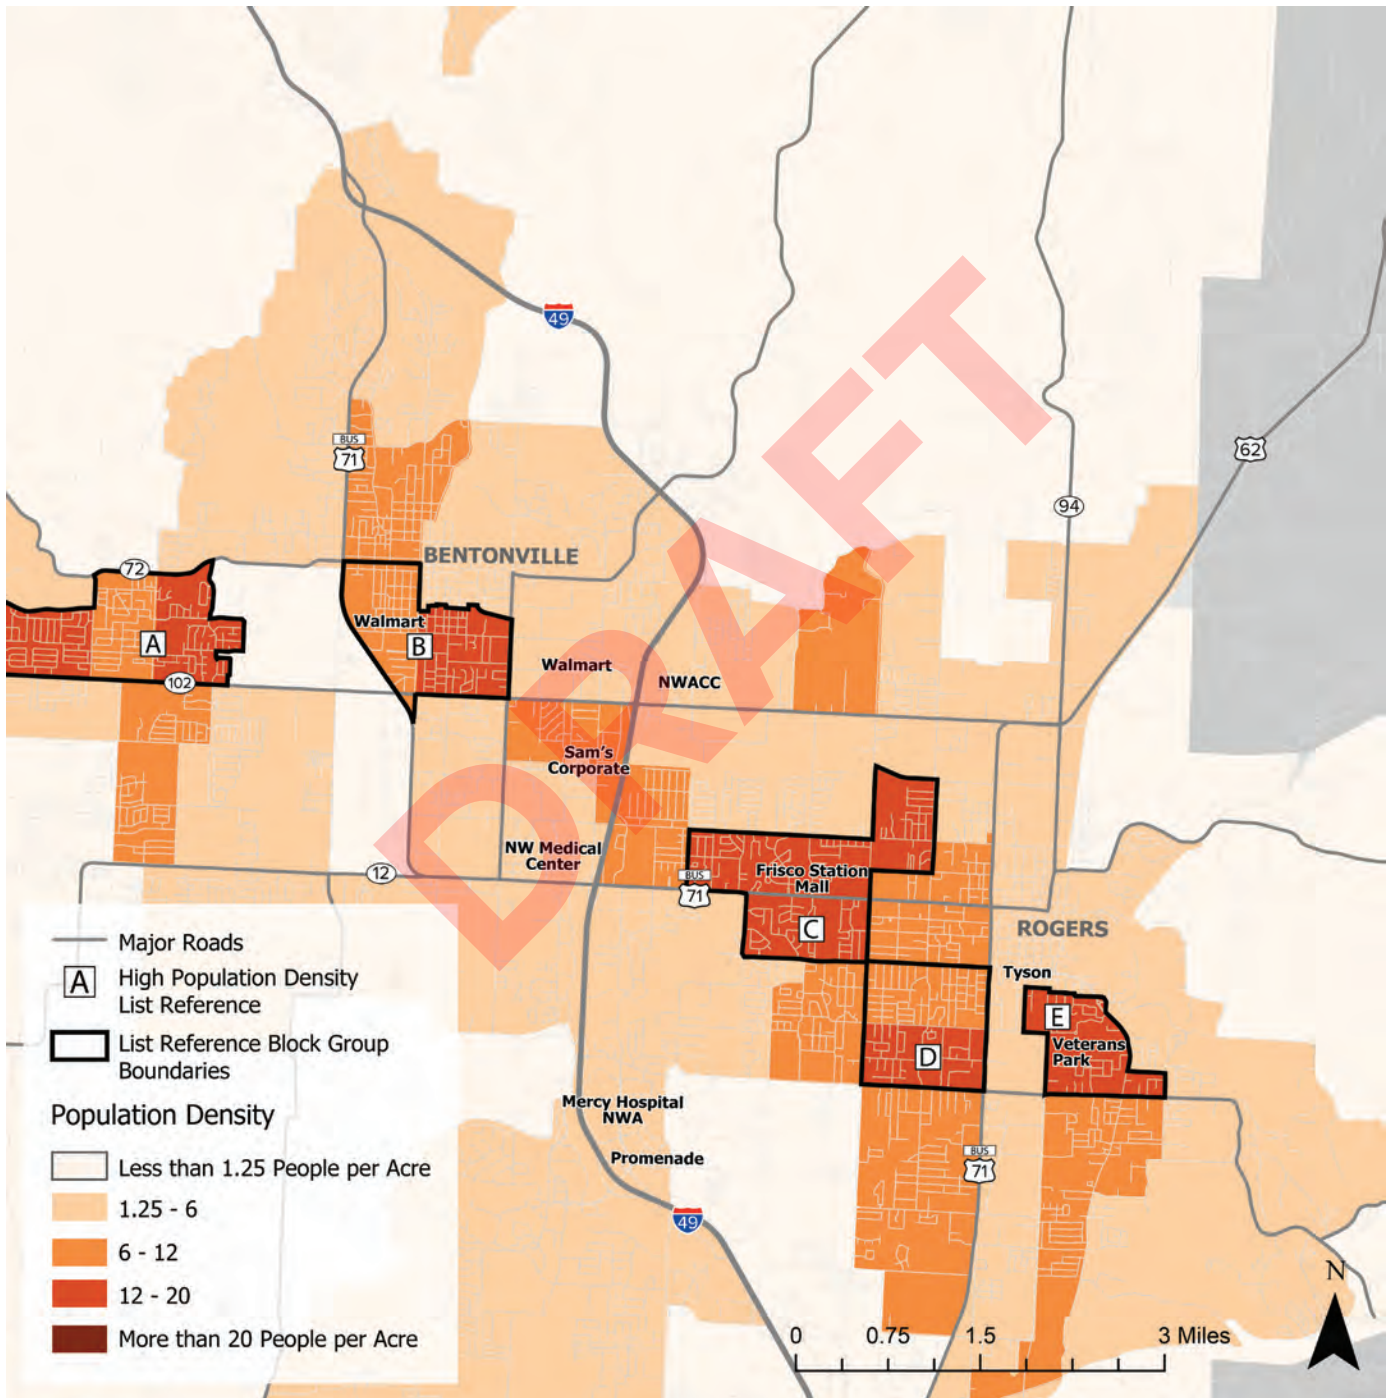 49
BUS
71
62
94
BENTONVILLE
72
Walmart
A
B
Walmart
NWACC
102
Sam's
Corporate
NW Medical
Center
12
Frisco Station
Mall
BUS
71
C
ROGERS
Tyson
E
Veterans
Park
D
Mercy Hospital
NWA
Promenade
BUS
71
49
DRAFT
Major Roads
A
High Population Density
List Reference
List Reference Block Group
Boundaries
Population Density
Less than 1.25 People per Acre
1.25 - 6
6 - 12
12 - 20
More than 20 People per Acre
N
0 0.75 1.5 3 Miles